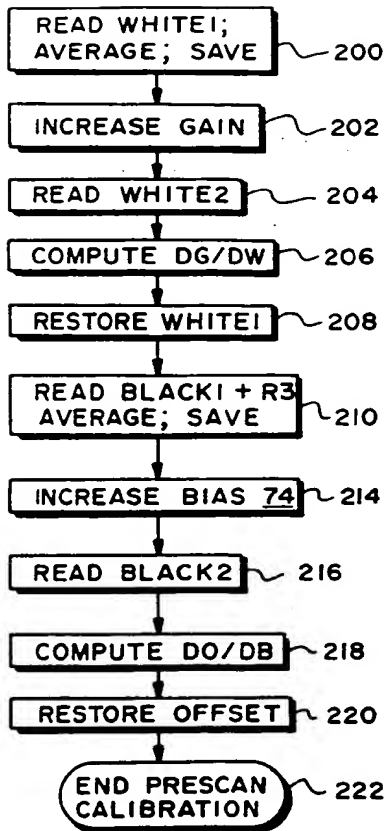 READ WHITE1;
AVERAGE; SAVE
200
INCREASE GAIN
202
READ WHITE2
204
COMPUTE DG/DW
206
RESTORE WHITE1
208
READ BLACK1 + R3
AVERAGE; SAVE
210
INCREASE BIAS 74
214
READ BLACK2
216
COMPUTE DO/DB
218
RESTORE OFFSET
220
END PRESCAN
CALIBRATION
222